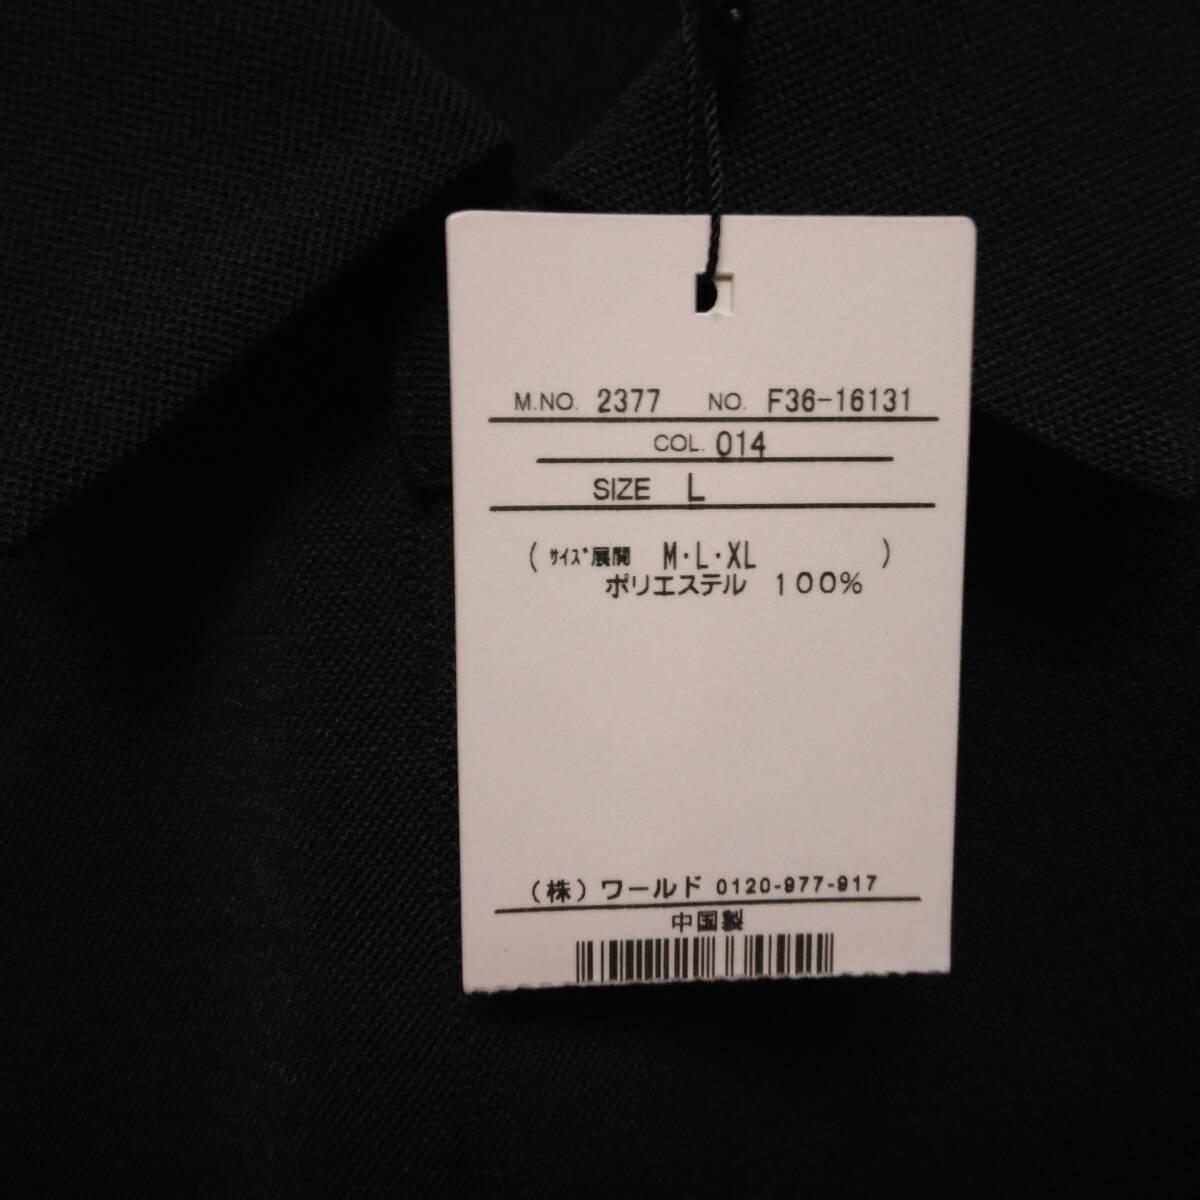 M.NO. 2377 NO. F36-16131
COL. 014
SIZE L
( ｻｲｽﾞ展開 M・L・XL )
ポリエステル 100%
(株)ワールド 0120-977-917
中国製